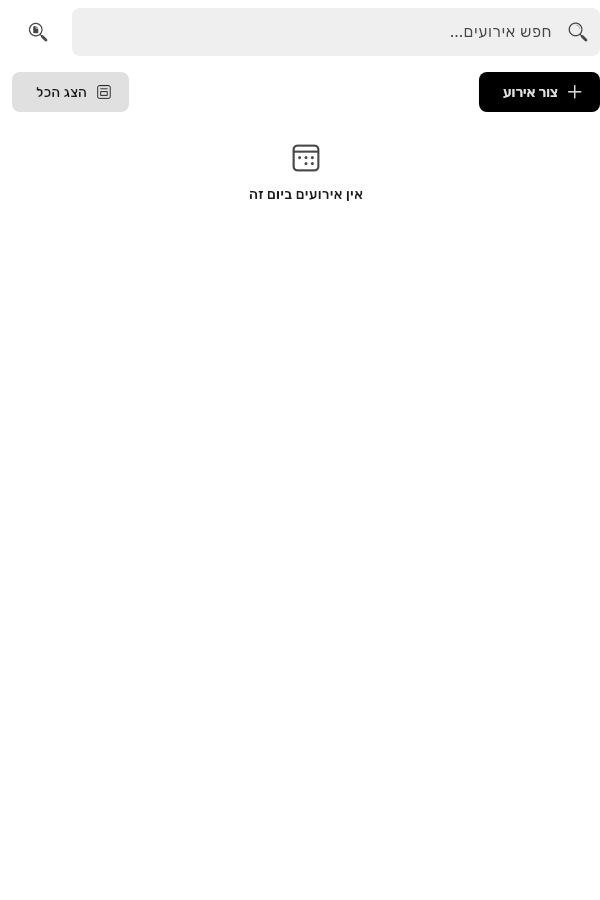 חפש אירועים...
צור אירוע
הצג הכל
אין אירועים ביום זה